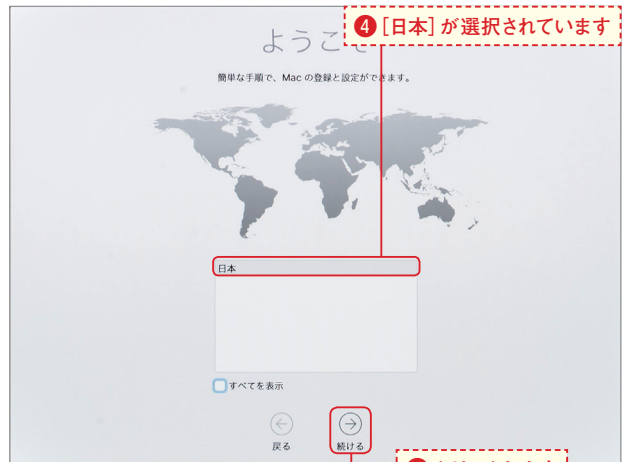 ようこそ
❹[日本]が選択されています
簡単な手順で、Mac の登録と設定ができます。
日本
すべてを表示
戻る
続ける